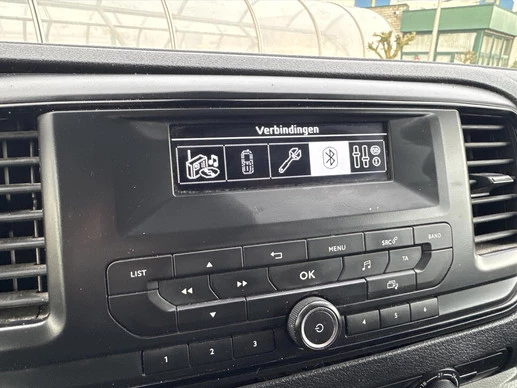 Verbindingen
MENU
SRC
BAND
LIST
OK
TA
1
2
3
4
5
6